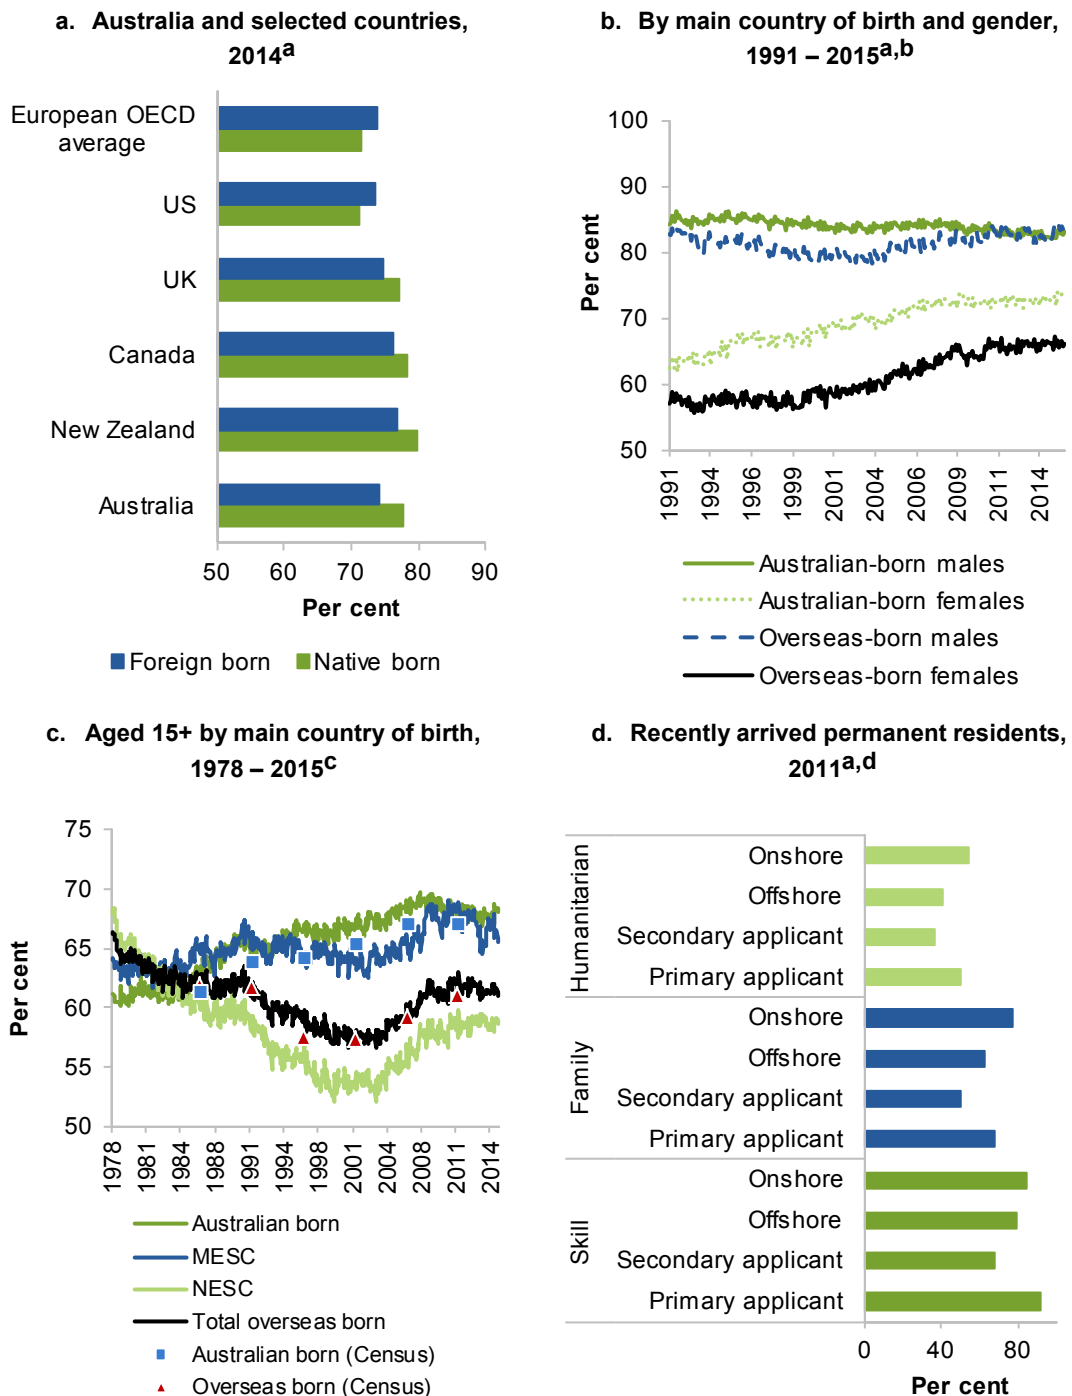 a. Australia and selected countries,
2014a
European OECD
average
US
UK
Canada
New Zealand
Australia
50 60 70 80 90
Per cent
Foreign born Native born
b. By main country of birth and gender,
1991 – 2015a,b
Per cent
100
90
80
70
60
50
1991 1994 1996 1999 2001 2004 2006 2009 2011 2014
Australian-born males
Australian-born females
Overseas-born males
Overseas-born females
c. Aged 15+ by main country of birth,
1978 – 2015c
Per cent
75
70
65
60
55
50
1978 1981 1984 1988 1991 1994 1998 2001 2004 2008 2011 2014
Australian born
MESC
NESC
Total overseas born
Australian born (Census)
Overseas born (Census)
d. Recently arrived permanent residents,
2011a,d
Humanitarian
Onshore
Offshore
Secondary applicant
Primary applicant
Family
Onshore
Offshore
Secondary applicant
Primary applicant
Skill
Onshore
Offshore
Secondary applicant
Primary applicant
0 40 80
Per cent